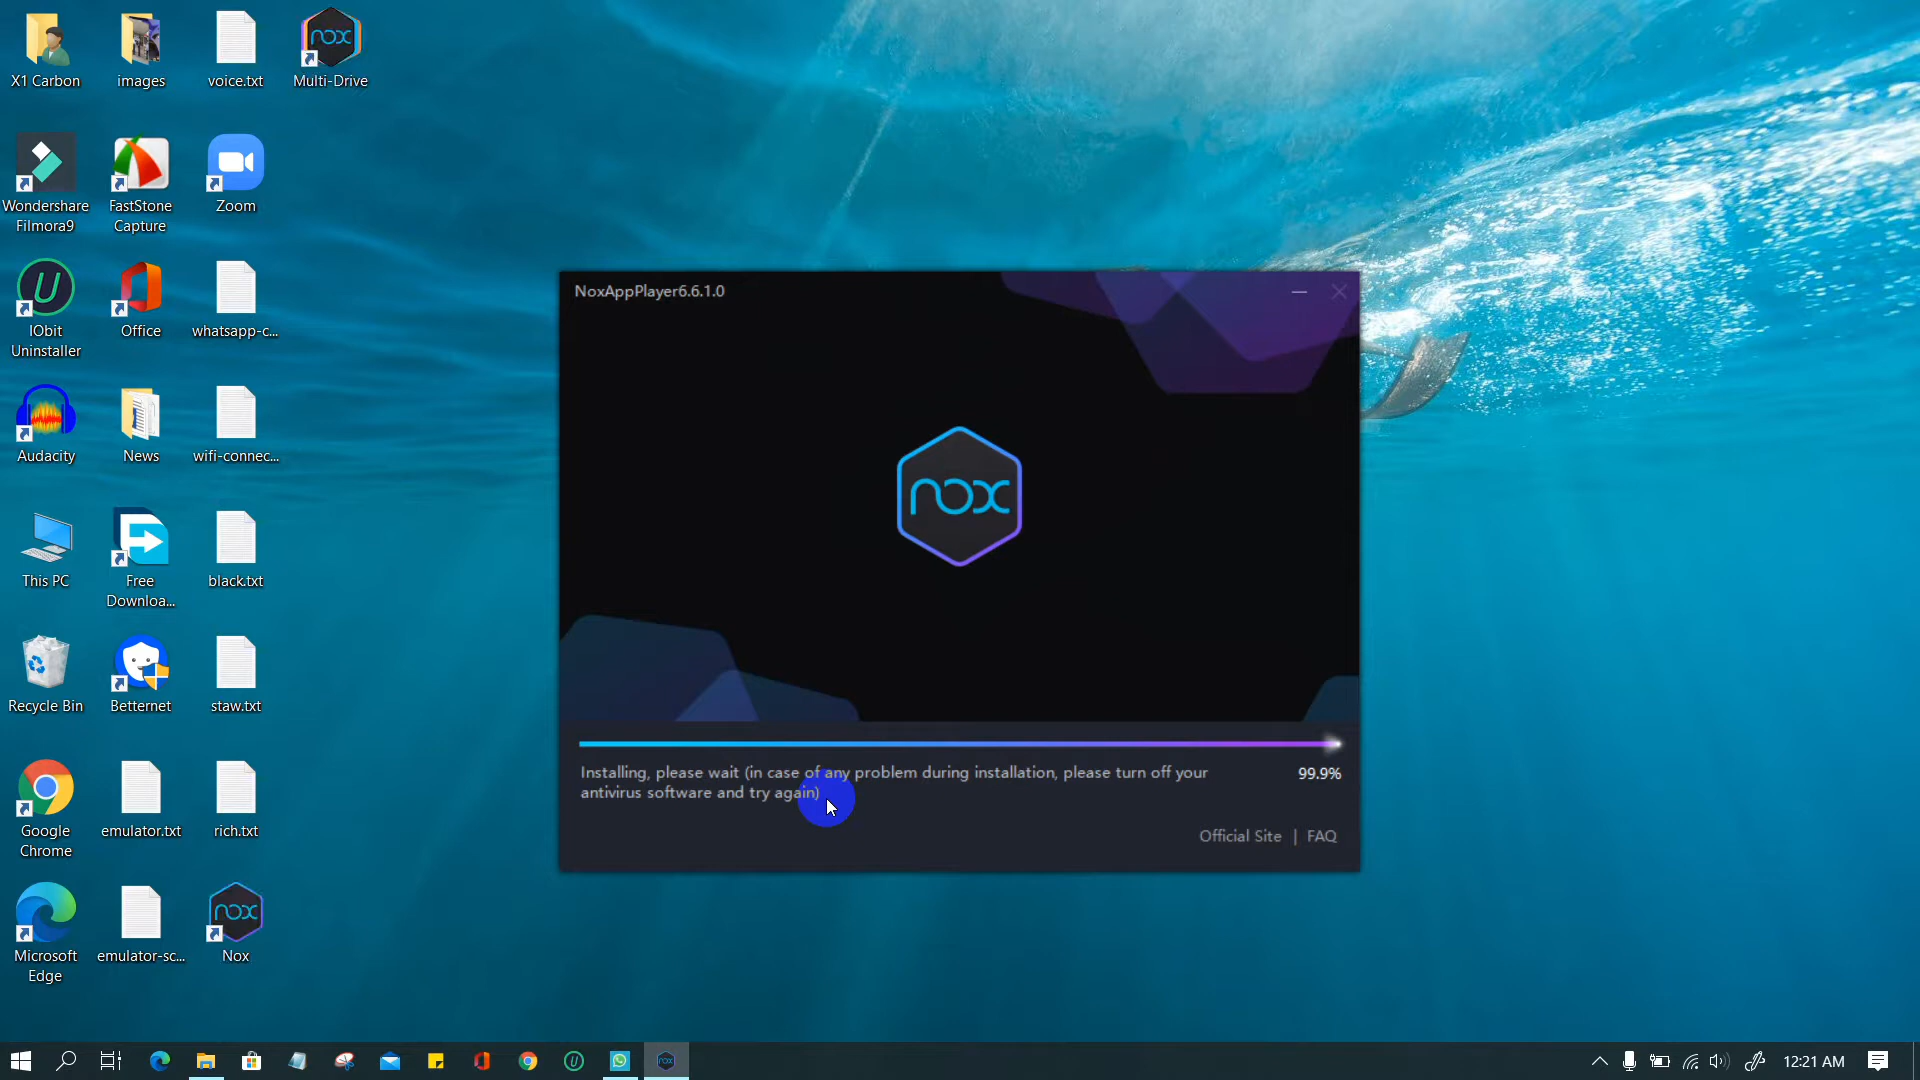 X1 Carbon
images
voice.txt
nox
Multi-Drive
Wondershare
Filmora9
FastStone
Capture
Zoom
IObit
Uninstaller
Office
whatsapp-c...
Audacity
News
wifi-connec...
This PC
Free
Downloa...
black.txt
Recycle Bin
Betternet
staw.txt
Google
Chrome
emulator.txt
rich.txt
Microsoft
Edge
emulator-sc...
nox
Nox
NoxAppPlayer6.6.1.0
nox
Installing, please wait (in case of any problem during installation, please turn off your
antivirus software and try again)
99.9%
Official Site | FAQ
nox
12:21 AM